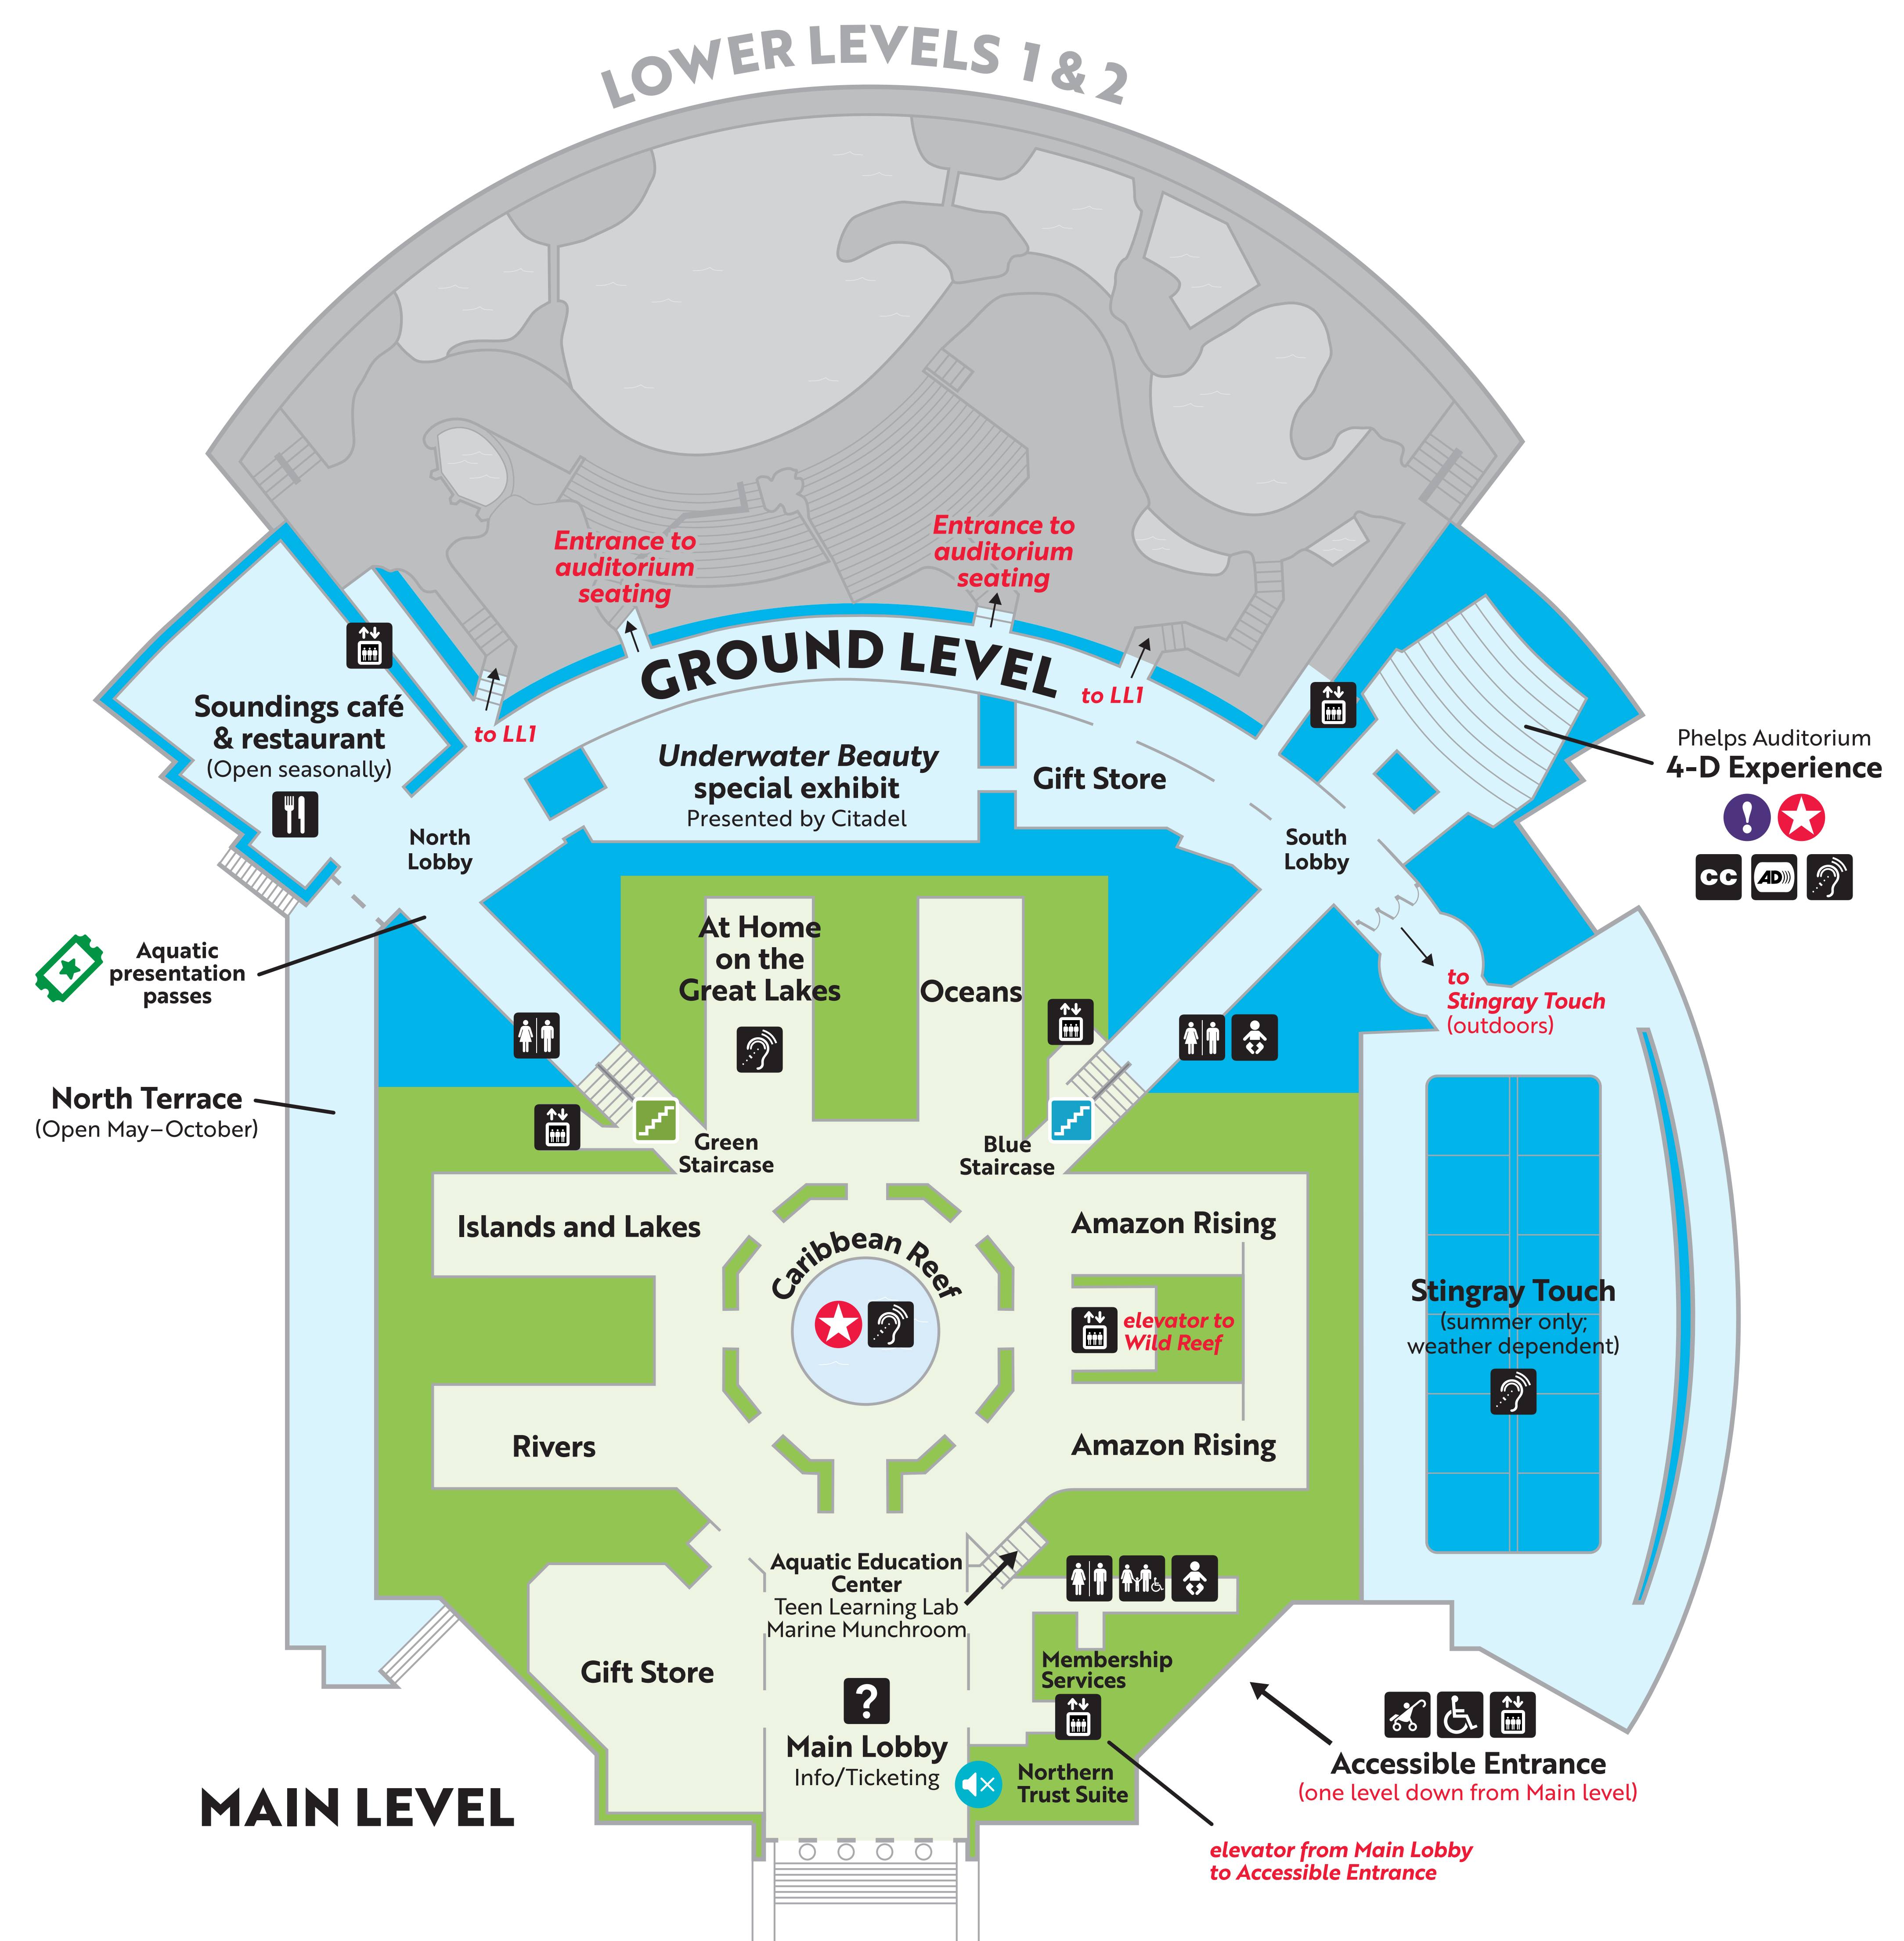 LOWER LEVELS 1 & 2
Entrance to
auditorium
seating
Entrance to
auditorium
seating
GROUND LEVEL
to LL1
to LL1
Soundings café
& restaurant
(Open seasonally)
Underwater Beauty
special exhibit
Presented by Citadel
Gift Store
Phelps Auditorium
4-D Experience
CC
AD
North
Lobby
South
Lobby
Aquatic
presentation
passes
At Home
on the
Great Lakes
Oceans
to
Stingray Touch
(outdoors)
North Terrace
(Open May–October)
Green
Staircase
Blue
Staircase
Islands and Lakes
Caribbean Reef
Amazon Rising
elevator to
Wild Reef
Stingray Touch
(summer only;
weather dependent)
Rivers
Amazon Rising
Aquatic Education
Center
Teen Learning Lab
Marine Munchroom
Gift Store
Membership
Services
?
Main Lobby
Info/Ticketing
Northern
Trust Suite
Accessible Entrance
(one level down from Main level)
MAIN LEVEL
elevator from Main Lobby
to Accessible Entrance